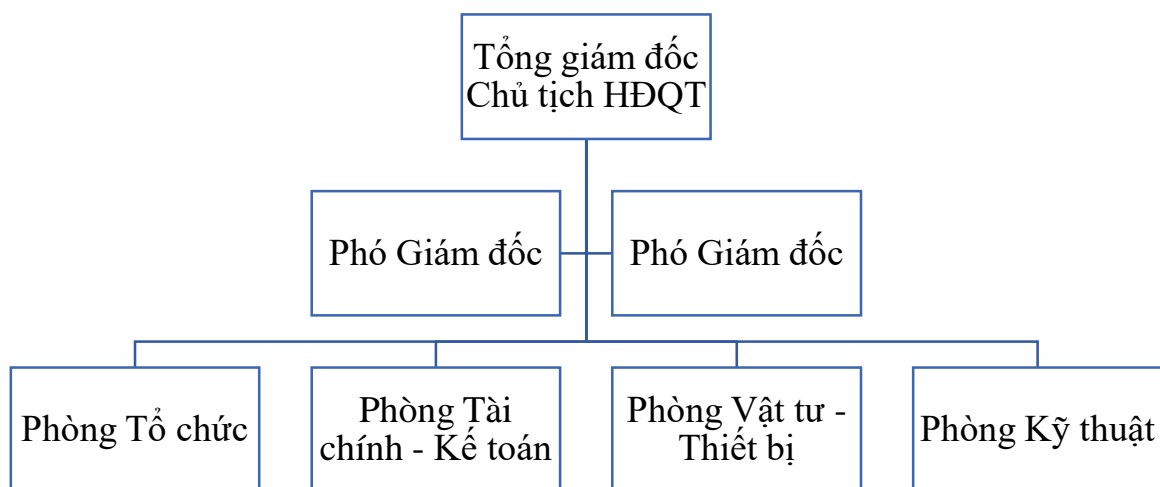 Tổng giám đốc
Chủ tịch HĐQT
Phó Giám đốc
Phó Giám đốc
Phòng Tổ chức
Phòng Tài
chính - Kế toán
Phòng Vật tư -
Thiết bị
Phòng Kỹ thuật